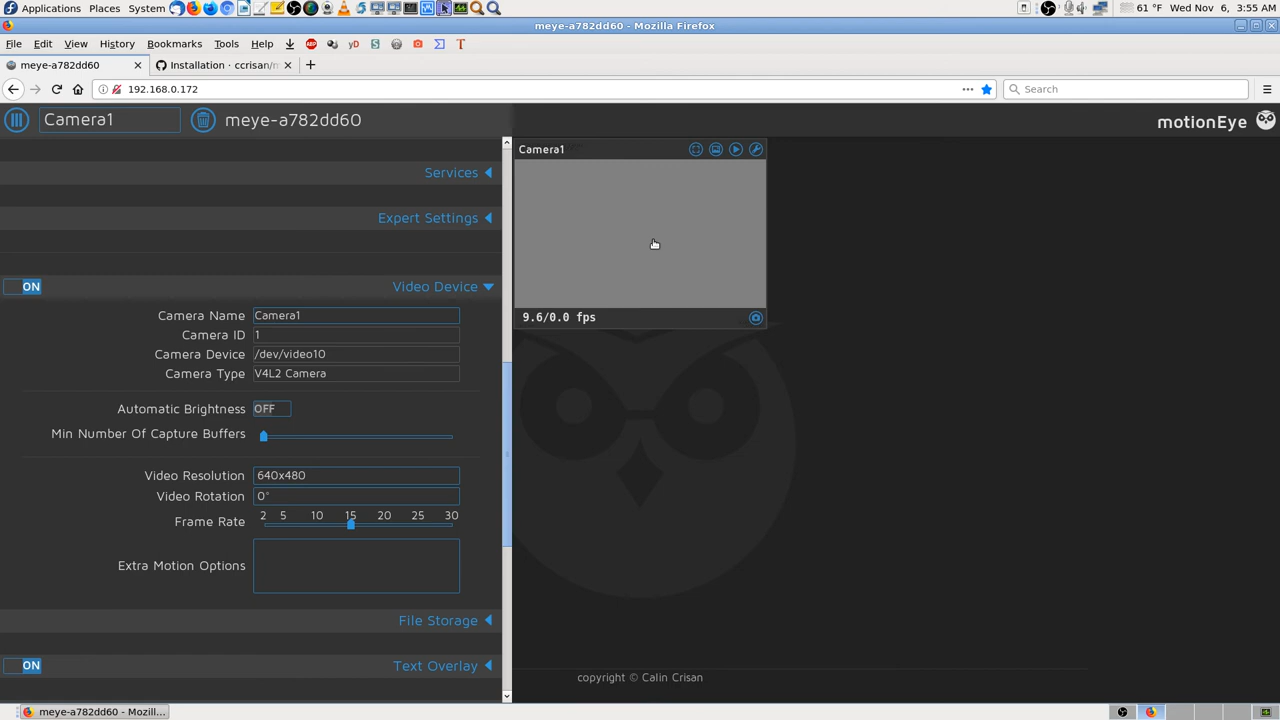 Applications Places System 61 °F Wed Nov 6, 3:55 AM
meye-a782dd60 - Mozilla Firefox
File Edit View History Bookmarks Tools Help
meye-a782dd60 Installation · ccrisan/m
192.168.0.172 Search
Camera1 meye-a782dd60 motionEye
Camera1
Services
Expert Settings
ON Video Device
9.6/0.0 fps
Camera Name Camera1
Camera ID 1
Camera Device /dev/video10
Camera Type V4L2 Camera
Automatic Brightness OFF
Min Number Of Capture Buffers
Video Resolution 640x480
Video Rotation 0°
2 5 10 15 20 25 30
Frame Rate
Extra Motion Options
File Storage
ON Text Overlay
copyright © Calin Crisan
meye-a782dd60 - Mozill...